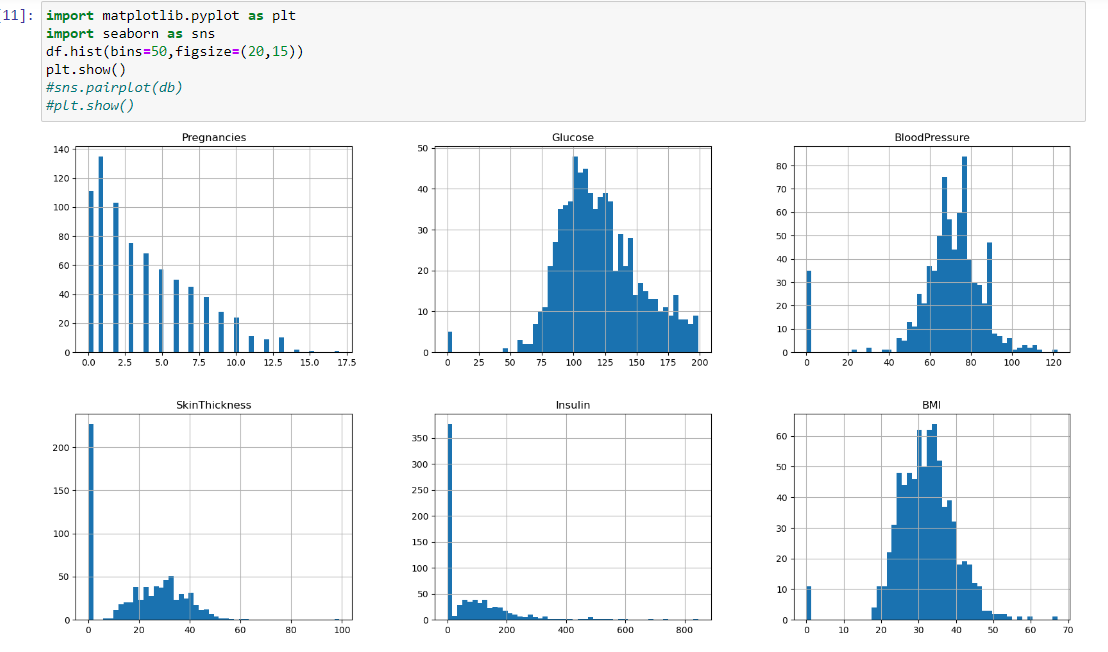 [11]: import matplotlib.pyplot as plt
import seaborn as sns
df.hist(bins=50,figsize=(20,15))
plt.show()
#sns.pairplot(db)
#plt.show()
Pregnancies
140
120
100
80
60
40
20
0
0.0 2.5 5.0 7.5 10.0 12.5 15.0 17.5
Glucose
50
40
30
20
10
0
0 25 50 75 100 125 150 175 200
BloodPressure
80
70
60
50
40
30
20
10
0
0 20 40 60 80 100 120
SkinThickness
200
150
100
50
0
0 20 40 60 80 100
Insulin
350
300
250
200
150
100
50
0
0 200 400 600 800
BMI
60
50
40
30
20
10
0
0 10 20 30 40 50 60 70